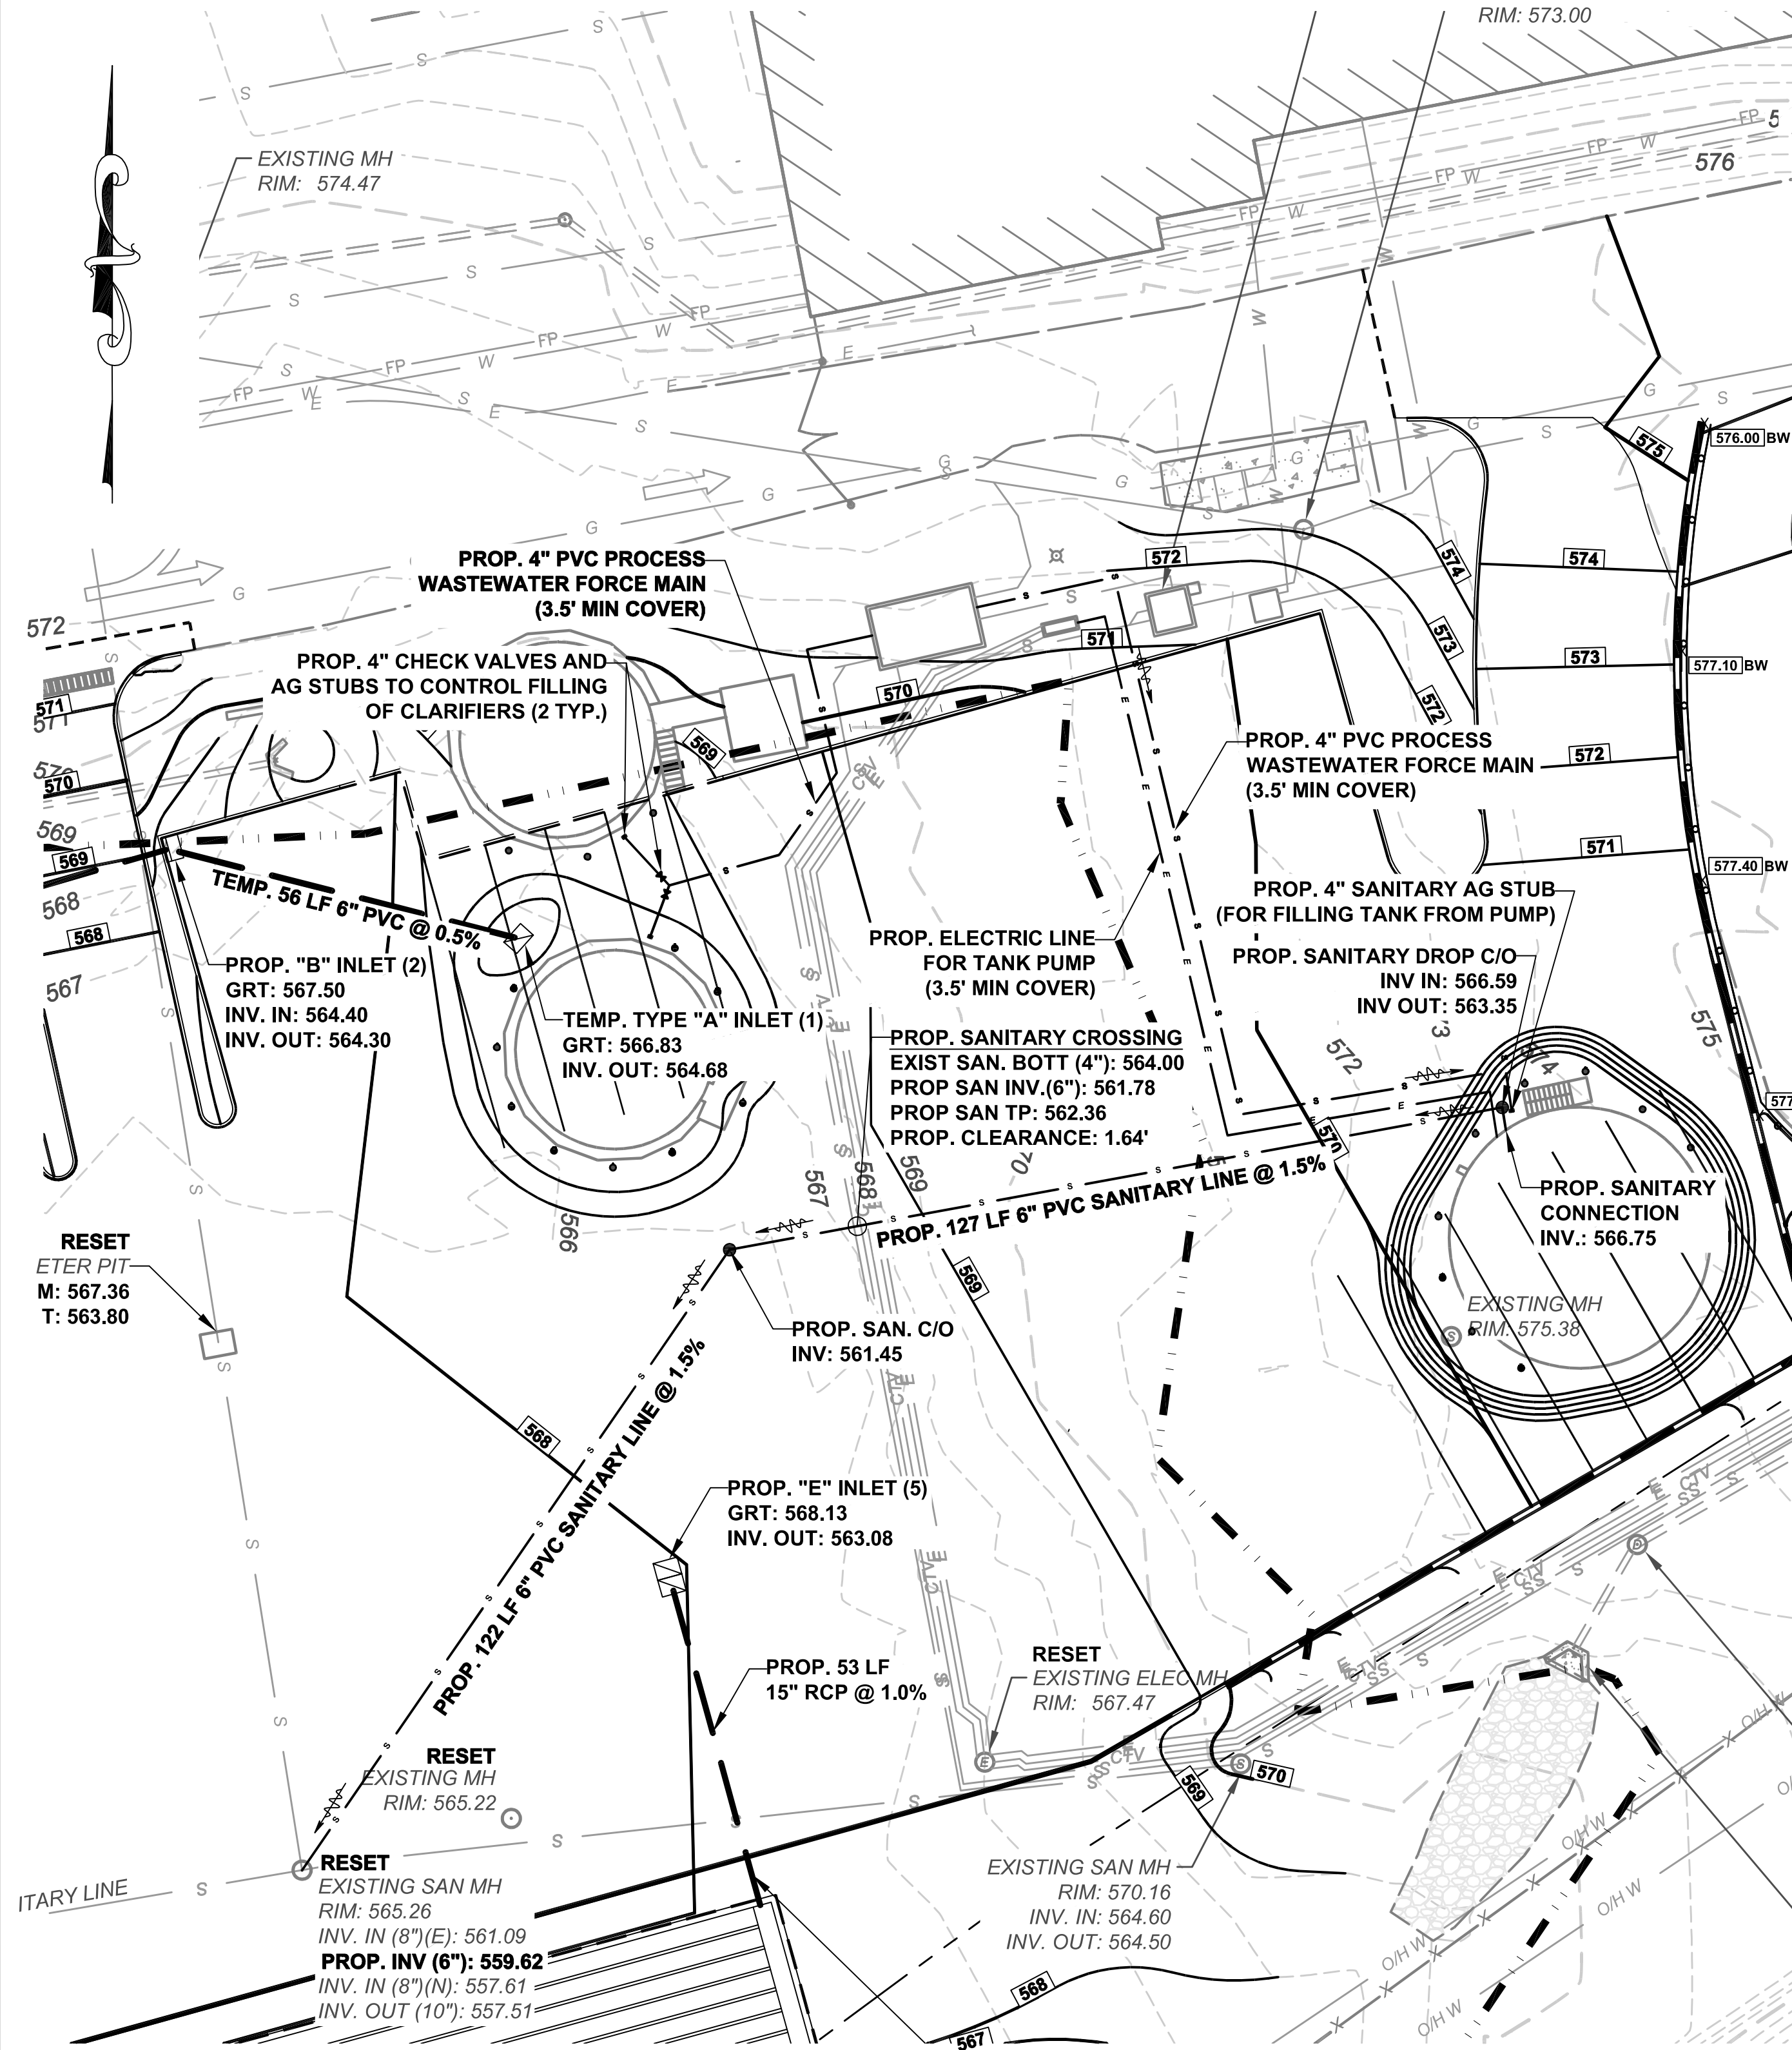 RIM: 573.00
EXISTING MH
RIM: 574.47
576
576.00 BW
575
574
573
572
571
577.10 BW
577.40 BW
PROP. 4" PVC PROCESS
WASTEWATER FORCE MAIN
(3.5' MIN COVER)
572
574
573
572
571
570
569
PROP. 4" CHECK VALVES AND
AG STUBS TO CONTROL FILLING
OF CLARIFIERS (2 TYP.)
572
571
571
570
569
569
568
568
567
TEMP. 56 LF 6" PVC @ 0.5%
PROP. "B" INLET (2)
GRT: 567.50
INV. IN: 564.40
INV. OUT: 564.30
TEMP. TYPE "A" INLET (1)
GRT: 566.83
INV. OUT: 564.68
PROP. 4" PVC PROCESS
WASTEWATER FORCE MAIN
(3.5' MIN COVER)
PROP. ELECTRIC LINE
FOR TANK PUMP
(3.5' MIN COVER)
PROP. 4" SANITARY AG STUB
(FOR FILLING TANK FROM PUMP)
PROP. SANITARY DROP C/O
INV IN: 566.59
INV OUT: 563.35
PROP. SANITARY CROSSING
EXIST SAN. BOTT (4"): 564.00
PROP SAN INV.(6"): 561.78
PROP SAN TP: 562.36
PROP. CLEARANCE: 1.64'
572
575
570
566
567
568
569
PROP. 127 LF 6" PVC SANITARY LINE @ 1.5%
PROP. SANITARY
CONNECTION
INV.: 566.75
EXISTING MH
RIM: 575.38
RESET
ETER PIT
M: 567.36
T: 563.80
PROP. SAN. C/O
INV: 561.45
569
568
PROP. 122 LF 6" PVC SANITARY LINE @ 1.5%
PROP. "E" INLET (5)
GRT: 568.13
INV. OUT: 563.08
PROP. 53 LF
15" RCP @ 1.0%
RESET
EXISTING ELEC MH
RIM: 567.47
RESET
EXISTING MH
RIM: 565.22
569
570
RESET
EXISTING SAN MH
RIM: 565.26
INV. IN (8")(E): 561.09
PROP. INV (6"): 559.62
INV. IN (8")(N): 557.61
INV. OUT (10"): 557.51
ITARY LINE
EXISTING SAN MH
RIM: 570.16
INV. IN: 564.60
INV. OUT: 564.50
568
567
O/H W
O/H W
O/H W
O/H W